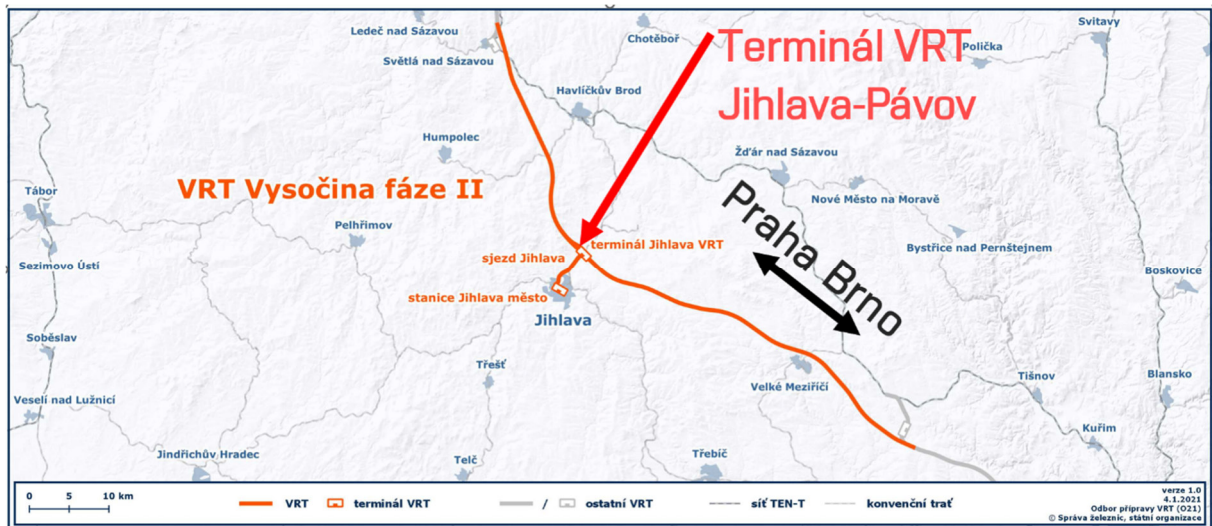 Ledeč nad Sázavou
Světlá nad Sázavou
Chotěboř
Svitavy
Polička
Terminál VRT
Jihlava-Pávov
Havlíčkův Brod
Humpolec
Žďár nad Sázavou
VRT Vysočina fáze II
Tábor
Nové Město na Moravě
Praha Brno
Pelhřimov
terminál Jihlava VRT
Bystřice nad Pernštejnem
Sezimovo Ústí
sjezd Jihlava
Boskovice
stanice Jihlava město
Jihlava
Soběslav
Třešť
Velké Meziříčí
Tišnov
Blansko
Veselí nad Lužnicí
Kuřim
Jindřichův Hradec
Telč
Třebíč
0 5 10 km
VRT
terminál VRT
/
ostatní VRT
síť TEN-T
konvenční trať
verze 1.0
4.1.2021
Odbor přípravy VRT (O21)
© Správa železnic, státní organizace